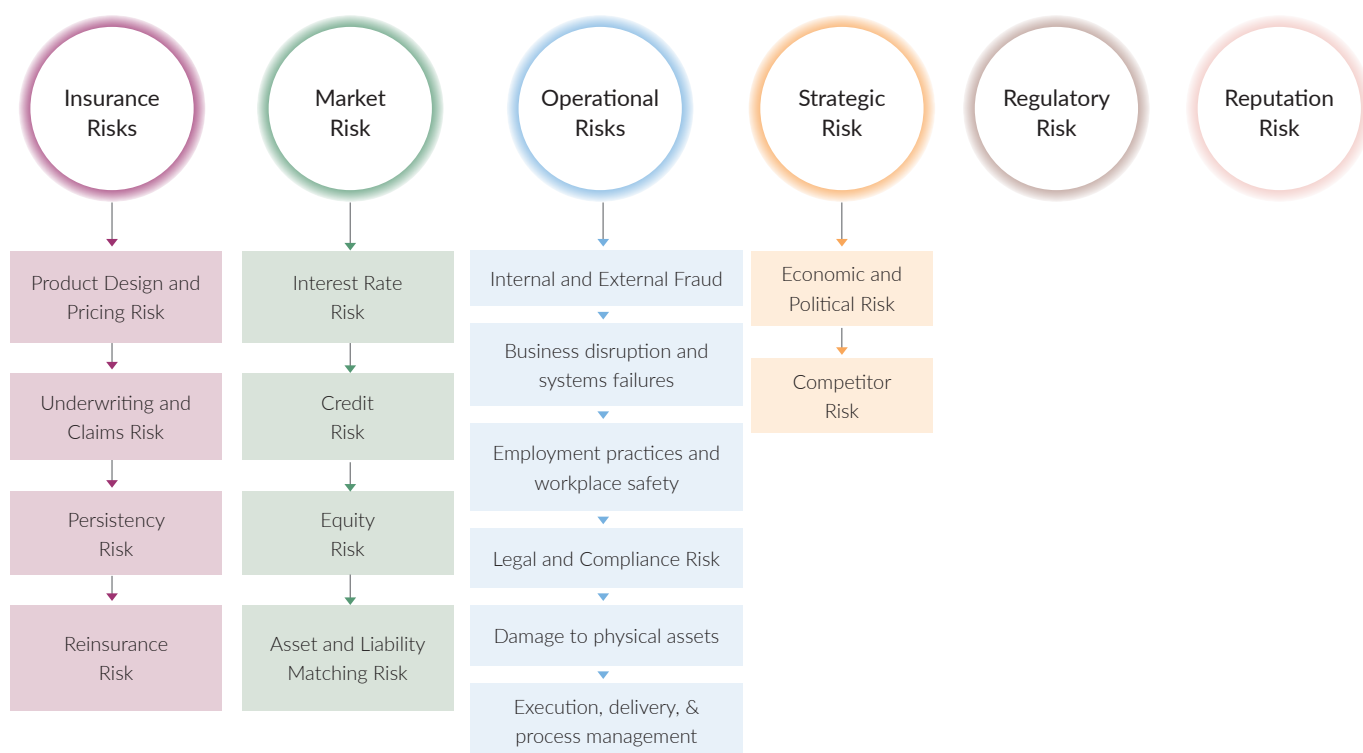 Insurance
Risks
Market
Risk
Operational
Risks
Strategic
Risk
Regulatory
Risk
Reputation
Risk
Product Design and
Pricing Risk
Underwriting and
Claims Risk
Persistency
Risk
Reinsurance
Risk
Interest Rate
Risk
Credit
Risk
Equity
Risk
Asset and Liability
Matching Risk
Internal and External Fraud
Business disruption and
systems failures
Employment practices and
workplace safety
Legal and Compliance Risk
Damage to physical assets
Execution, delivery, &
process management
Economic and
Political Risk
Competitor
Risk